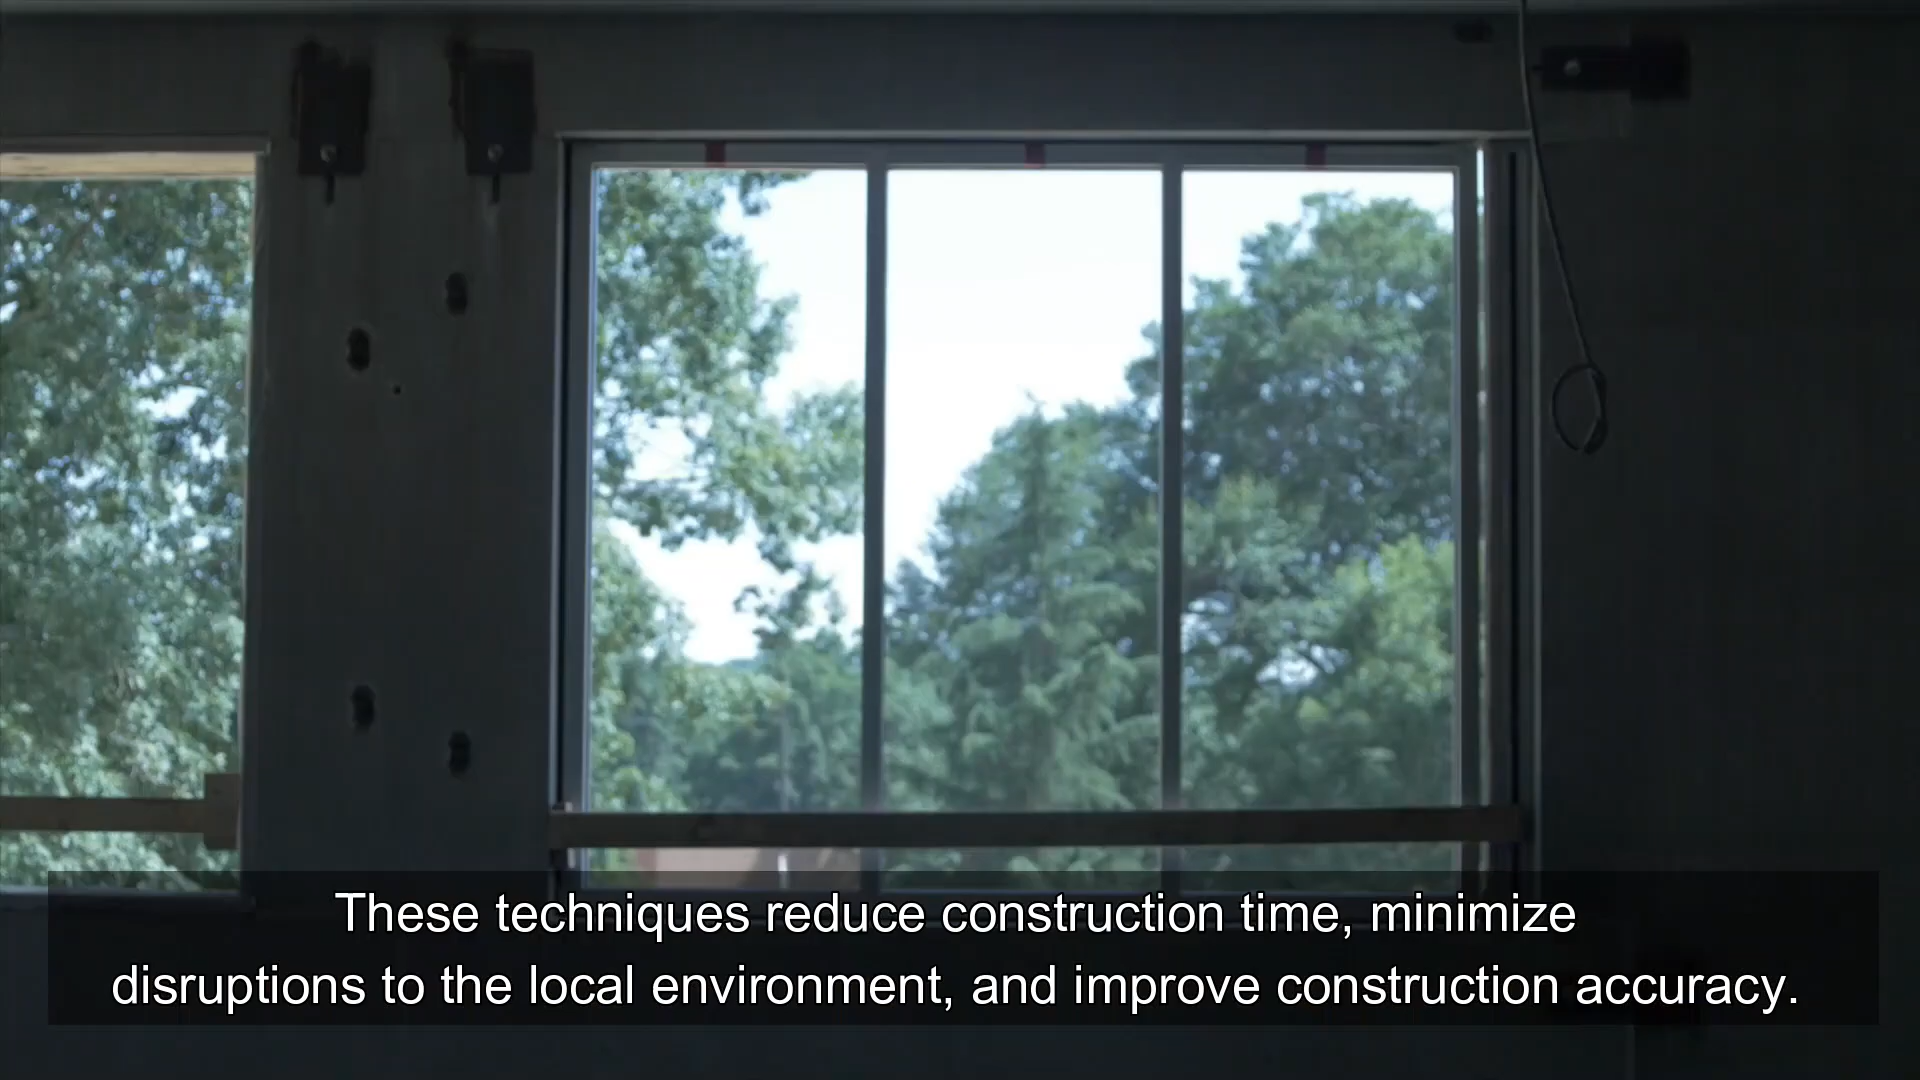 These techniques reduce construction time, minimize
disruptions to the local environment, and improve construction accuracy.